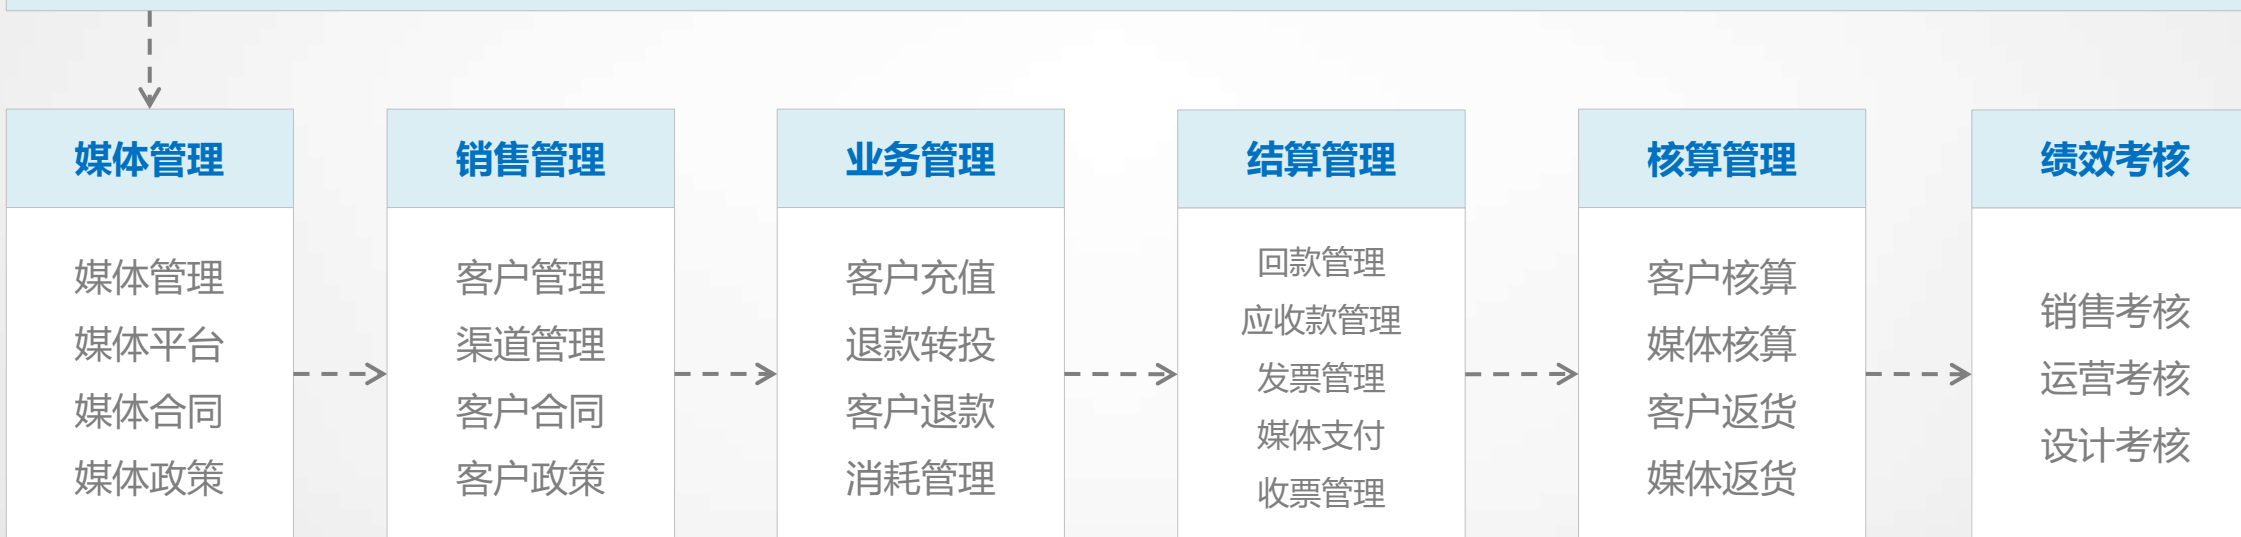 媒体管理
媒体管理
媒体平台
媒体合同
媒体政策
销售管理
客户管理
渠道管理
客户合同
客户政策
业务管理
客户充值
退款转投
客户退款
消耗管理
结算管理
回款管理
应收款管理
发票管理
媒体支付
收票管理
核算管理
客户核算
媒体核算
客户返货
媒体返货
绩效考核
销售考核
运营考核
设计考核